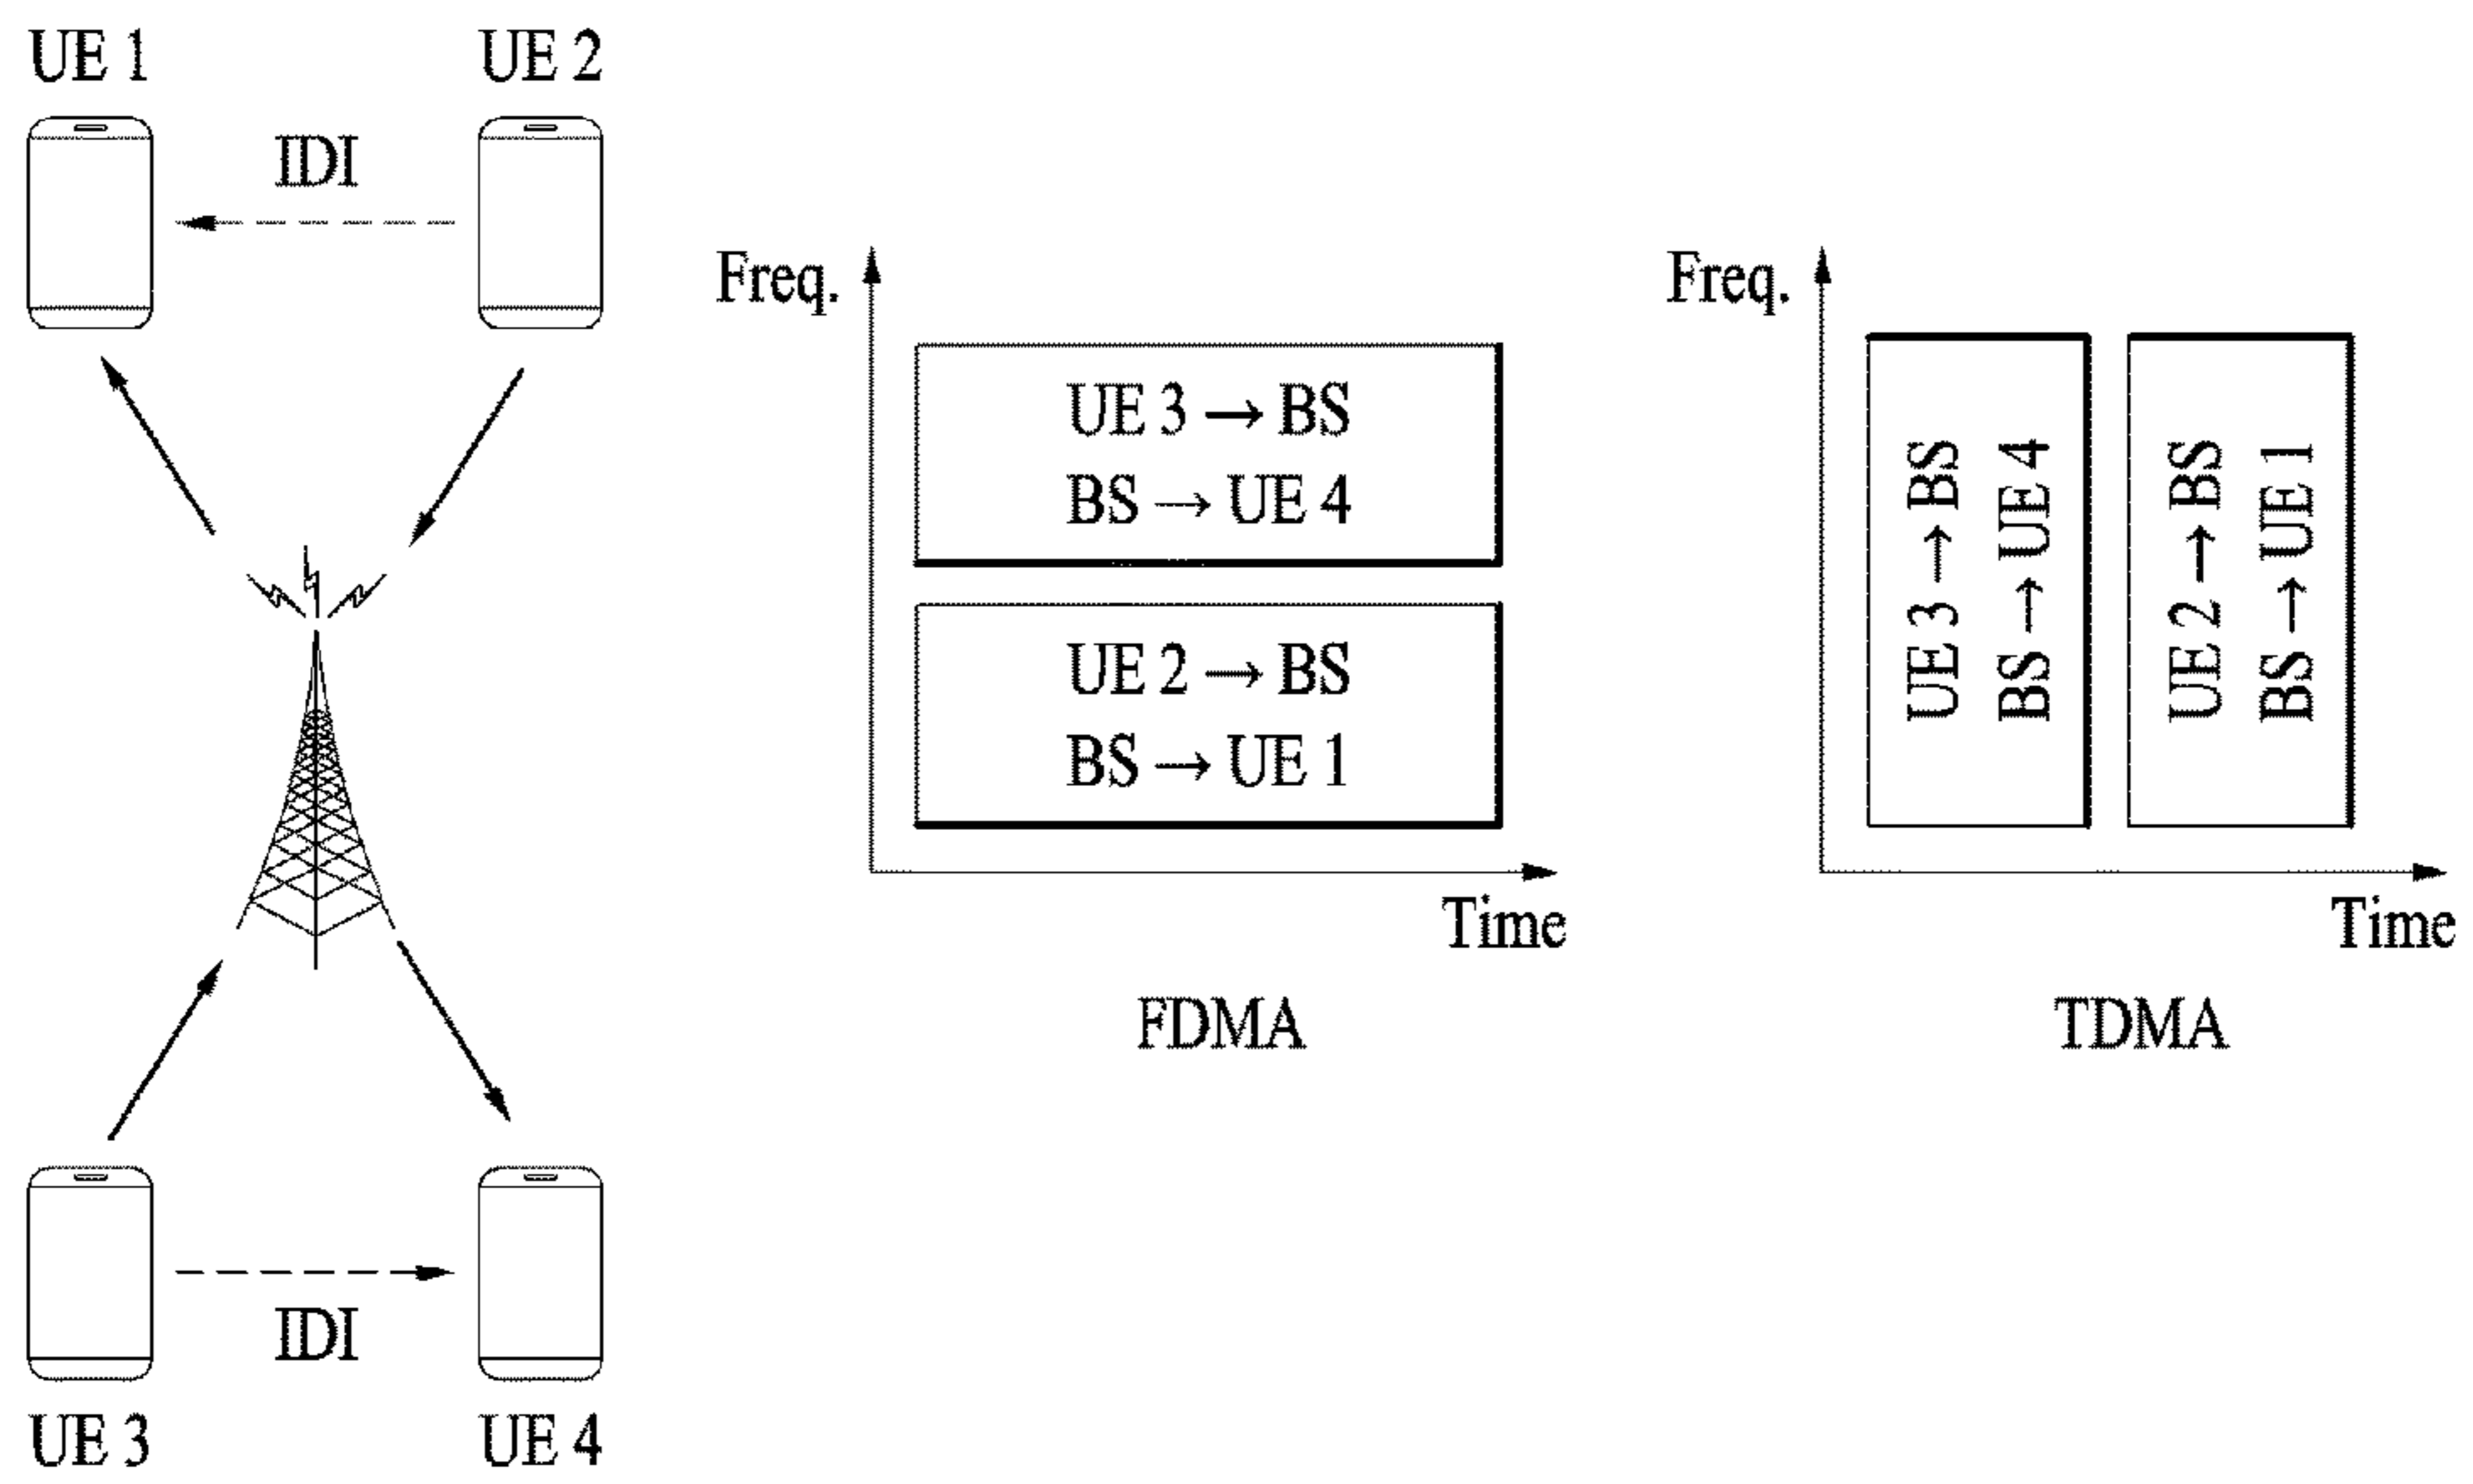 UE 1
UE 2
IDI
IDI
UE 3
UE 4
Freq.
UE 3 → BS
BS → UE 4
UE 2 → BS
BS → UE 1
Time
FDMA
Freq.
UE 3 → BS
BS → UE 4
UE 2 → BS
BS → UE 1
Time
TDMA